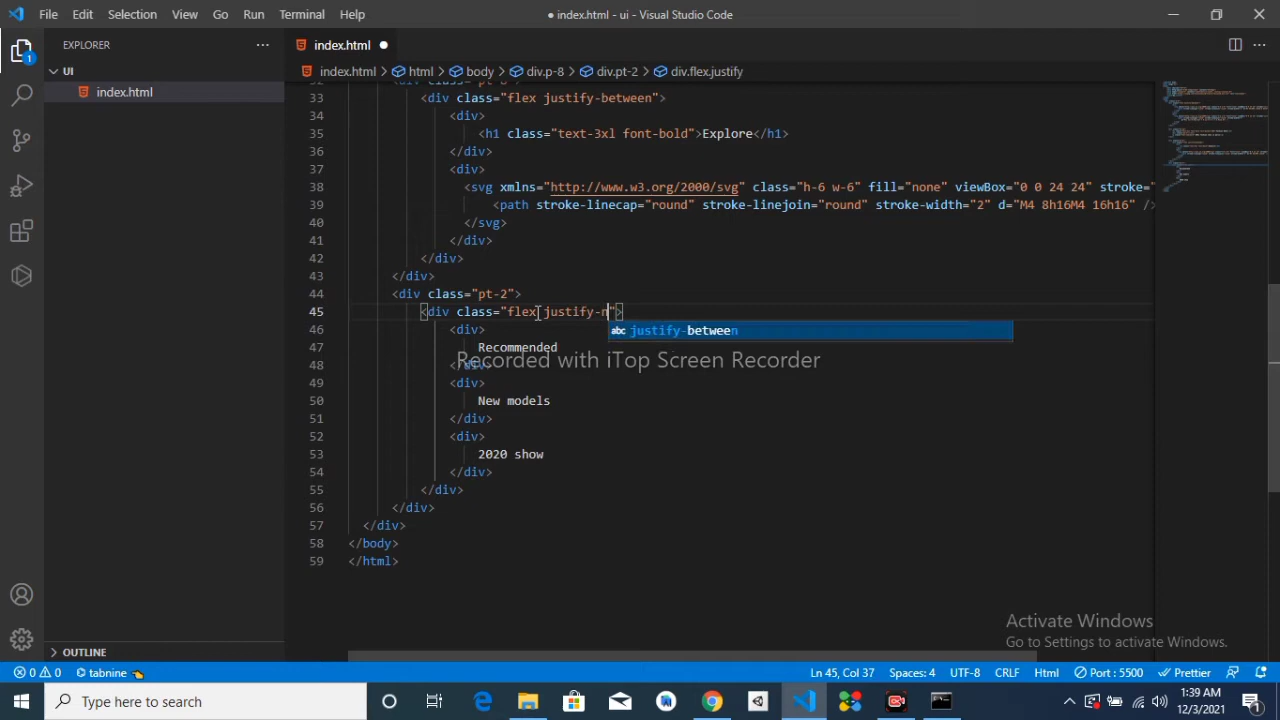 File Edit Selection View Go Run Terminal Help
● index.html - ui - Visual Studio Code
EXPLORER
index.html
UI
index.html > html > body > div.p-8 > div.pt-2 > div.flex.justify
index.html
33 <div class="flex justify-between">
34 <div>
35 <h1 class="text-3xl font-bold">Explore</h1>
36 </div>
37 <div>
38 <svg xmlns="http://www.w3.org/2000/svg" class="h-6 w-6" fill="none" viewBox="0 0 24 24" stroke="
39 <path stroke-linecap="round" stroke-linejoin="round" stroke-width="2" d="M4 8h16M4 16h16" />
40 </svg>
41 </div>
42 </div>
43 </div>
44 <div class="pt-2">
45 <div class="flex justify-n">
abc justify-between
46 <div>
47 Recommended
Recorded with iTop Screen Recorder
48 </div>
49 <div>
50 New models
51 </div>
52 <div>
53 2020 show
54 </div>
55 </div>
56 </div>
57 </div>
58 </body>
59 </html>
Activate Windows
Go to Settings to activate Windows.
OUTLINE
0 0 tabnine
Ln 45, Col 37 Spaces: 4 UTF-8 CRLF Html Port : 5500 Prettier
Type here to search
1:39 AM
12/3/2021